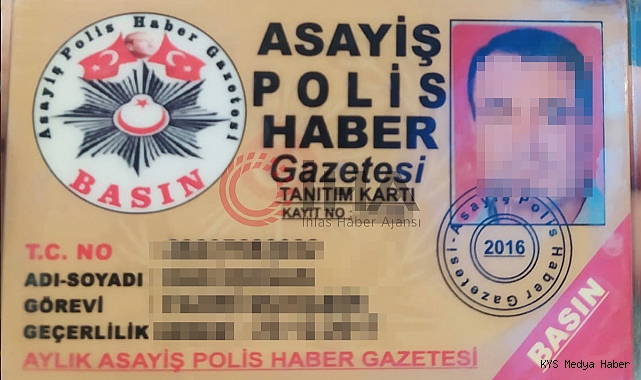 Asayiş Polis Haber Gazetesi
BASIN
ASAYİŞ
POLİS
HABER
Gazetesi
TANITIM KARTI
KAYIT NO
İhlas Haber Ajansı
Asayiş Polis Haber Gazetesi
2016
T.C. NO
ADI-SOYADI
GÖREVİ
GEÇERLİLİK
BASIN
AYLIK ASAYİŞ POLİS HABER GAZETESİ
KYS Medya Haber